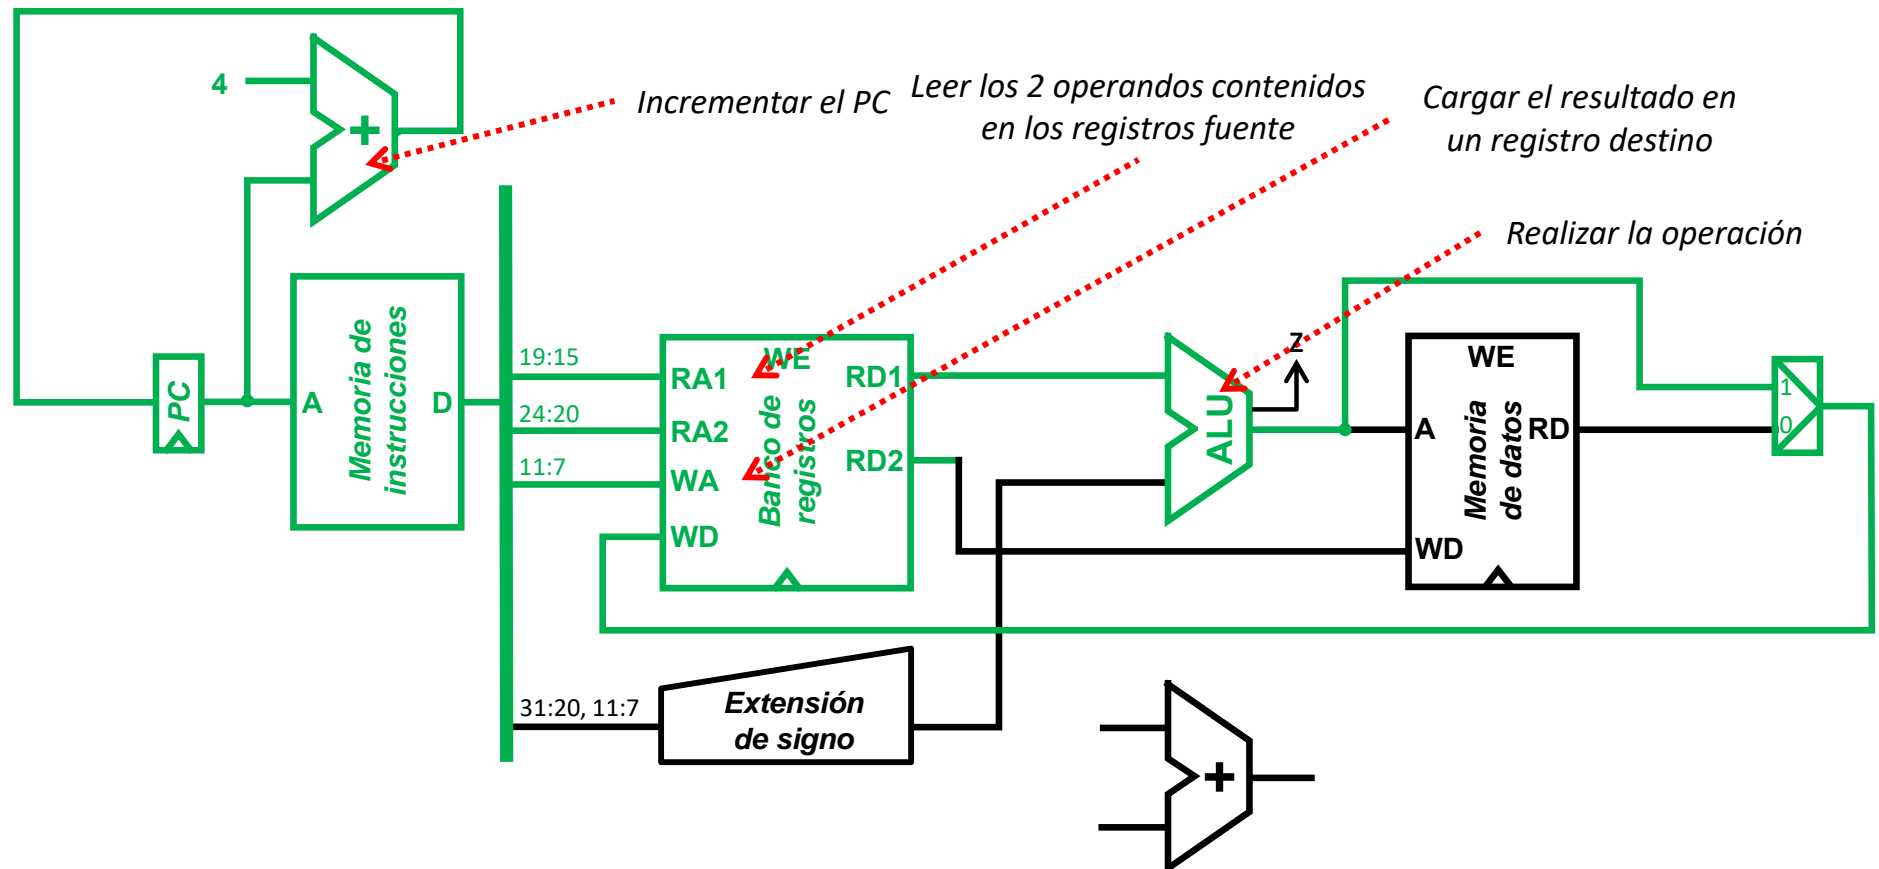 4
+
Incrementar el PC
Leer los 2 operandos contenidos
en los registros fuente
Cargar el resultado en
un registro destino
Realizar la operación
PC
A
Memoria de
instrucciones
D
19:15
24:20
11:7
31:20, 11:7
RA1
RA2
WA
WD
WE
Banco de
registros
RD1
RD2
Extensión
de signo
ALU
Z
+
WE
A
WD
Memoria
de datos
RD
1
0